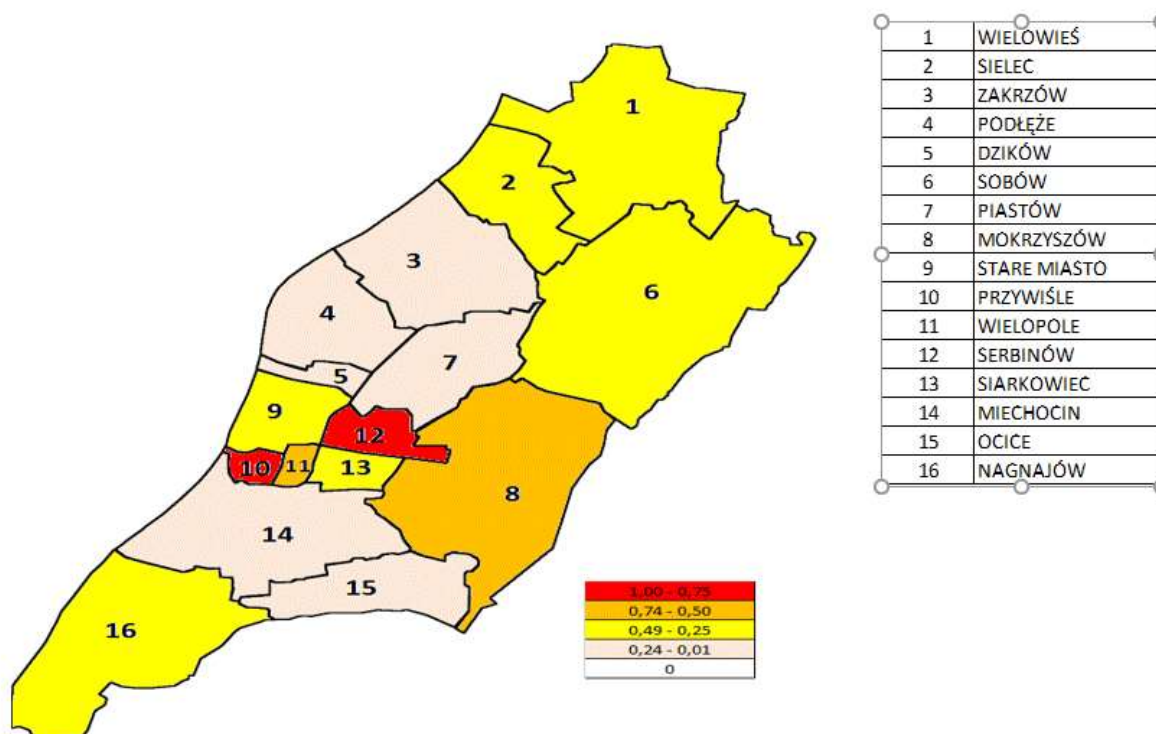 1
2
3
4
5
6
7
8
9
10
11
12
13
14
15
16
1 WIELOWIEŚ
2 SIELEC
3 ZAKRZÓW
4 PODŁĘŻE
5 DZIKÓW
6 SOBÓW
7 PIASTÓW
8 MOKRZYSZÓW
9 STARE MIASTO
10 PRZYWIŚLE
11 WIELOPOLE
12 SERBINÓW
13 SIARKOWIEC
14 MIECHOCIN
15 OCICE
16 NAGNAJÓW
1,00 - 0,75
0,74 - 0,50
0,49 - 0,25
0,24 - 0,01
0